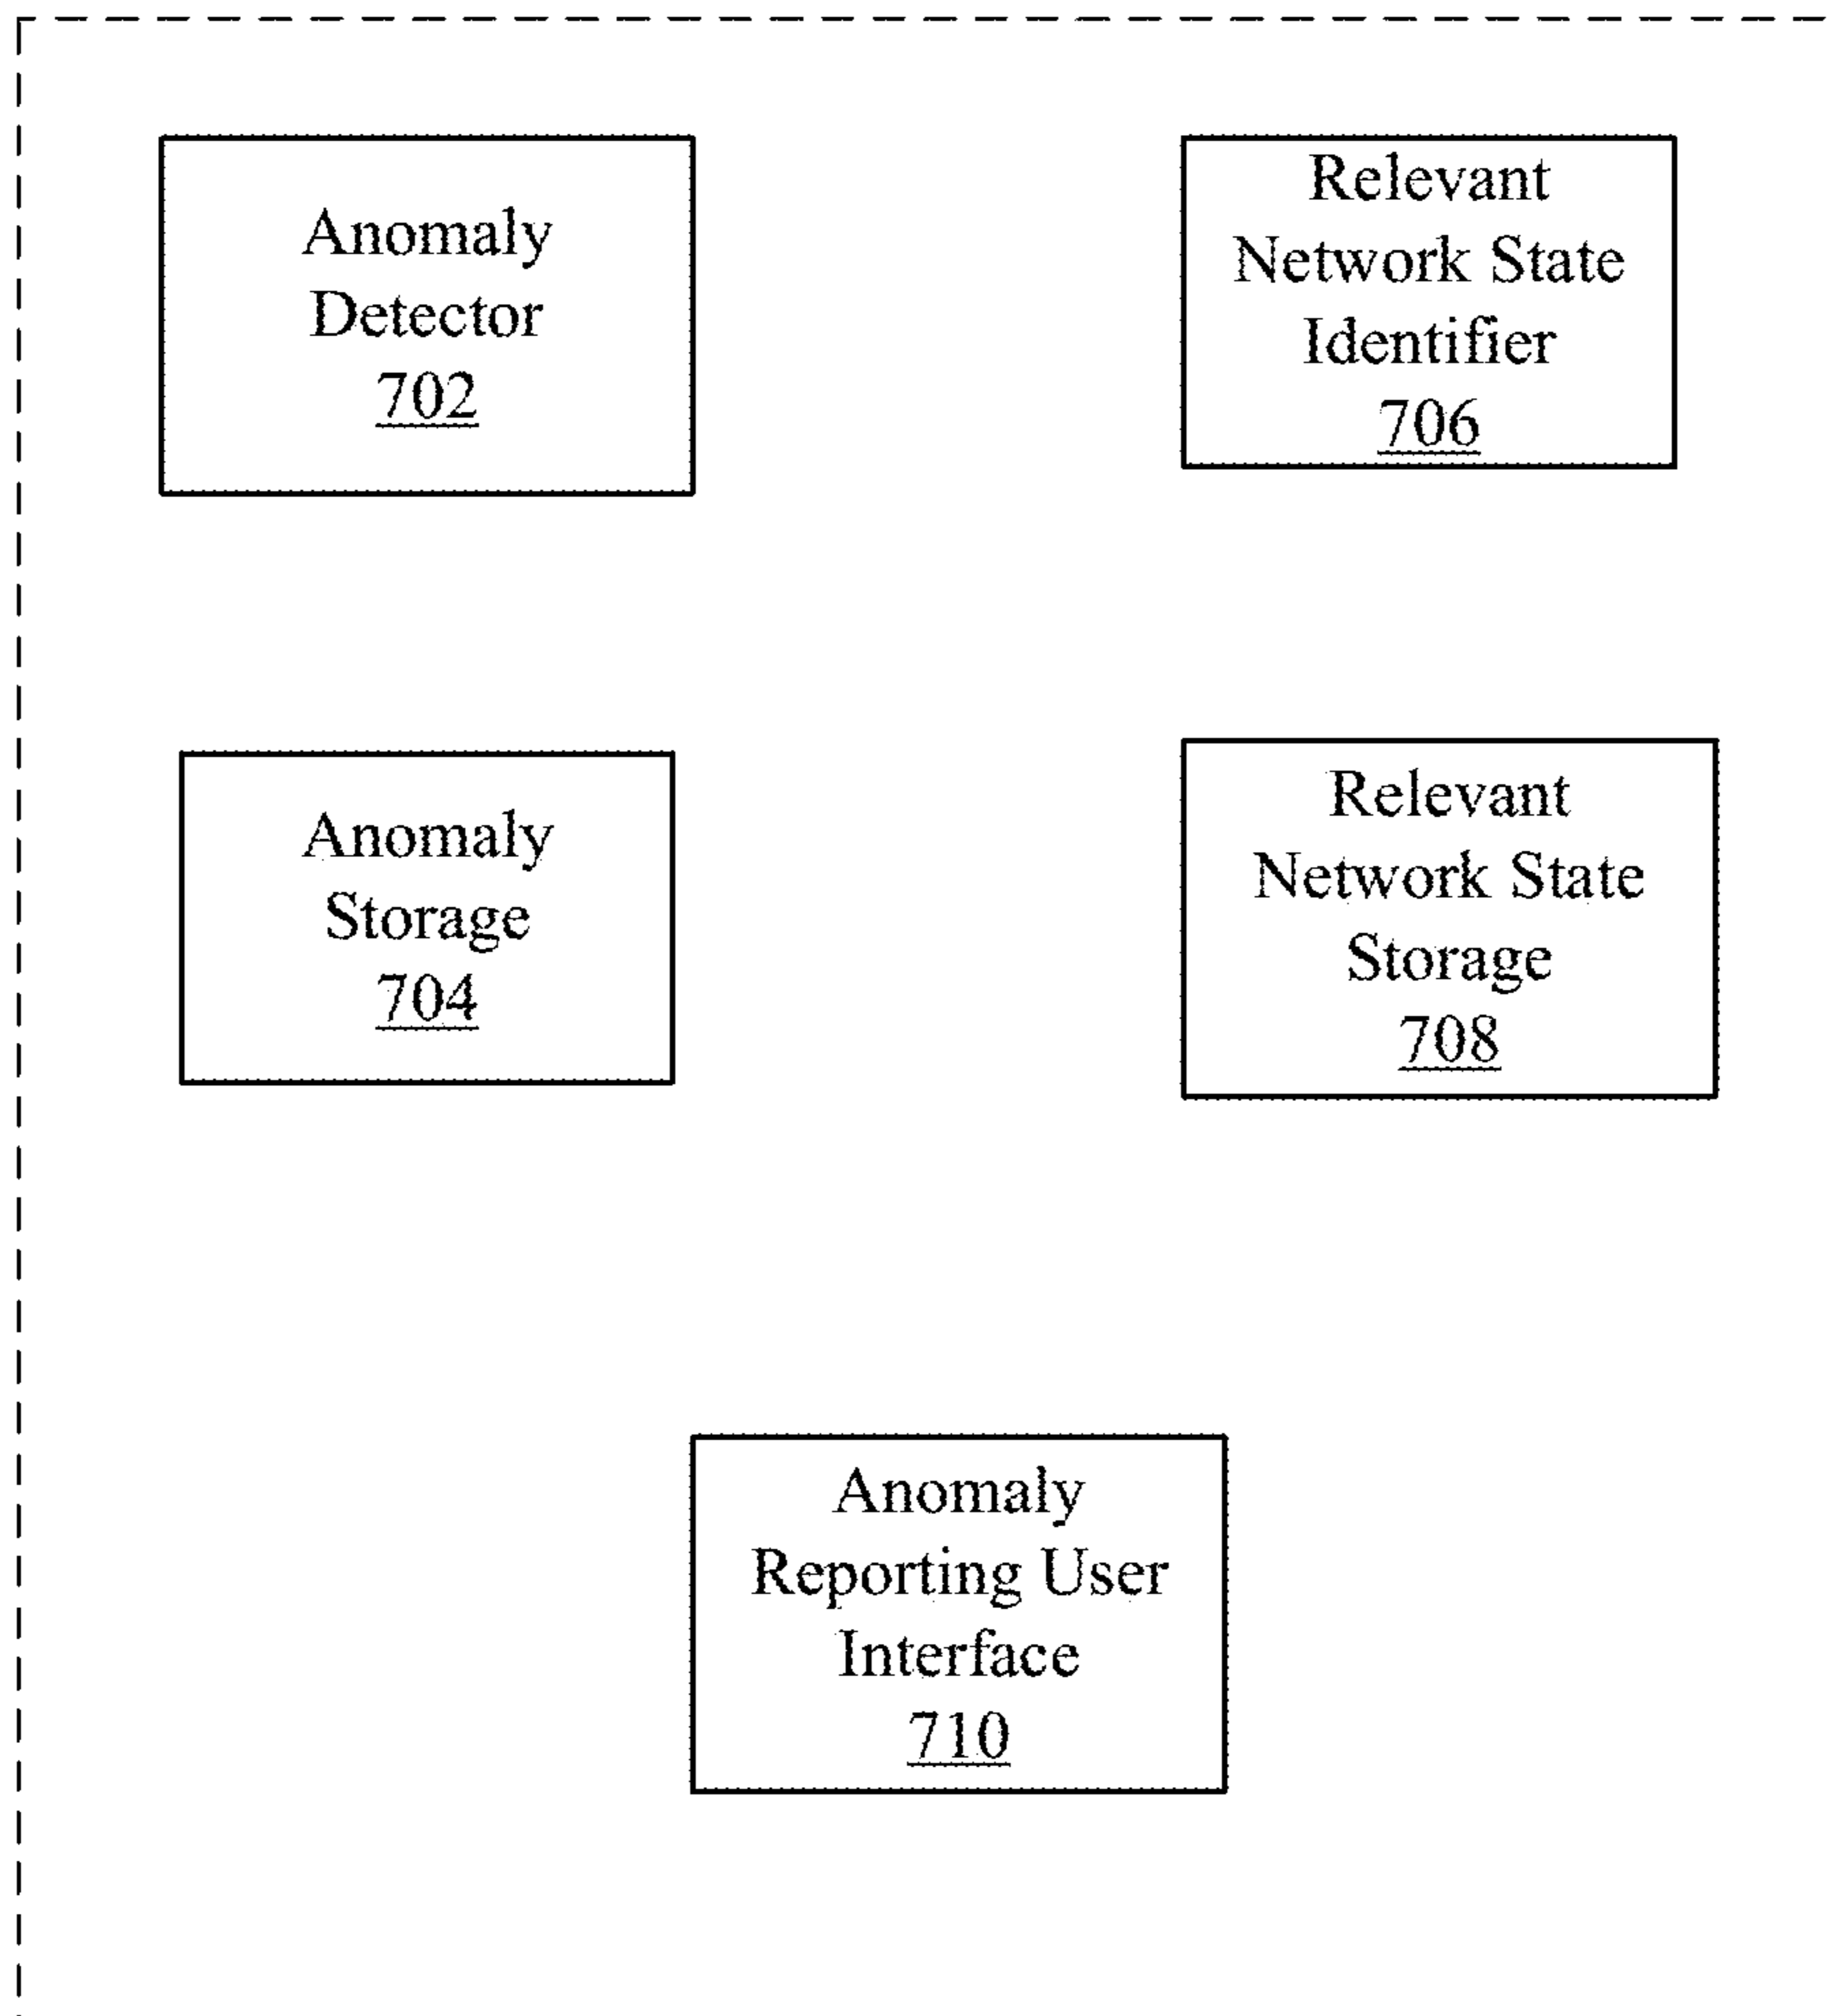 Anomaly
Detector
702
Relevant
Network State
Identifier
706
Anomaly
Storage
704
Relevant
Network State
Storage
708
Anomaly
Reporting User
Interface
710